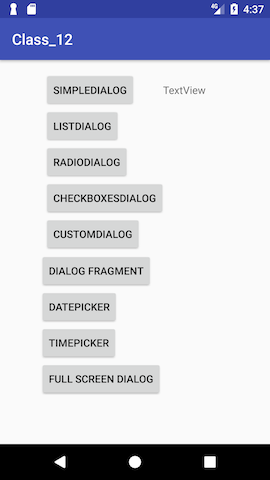 4G 4:37
Class_12
SIMPLEDIALOG TextView
LISTDIALOG
RADIODIALOG
CHECKBOXESDIALOG
CUSTOMDIALOG
DIALOG FRAGMENT
DATEPICKER
TIMEPICKER
FULL SCREEN DIALOG